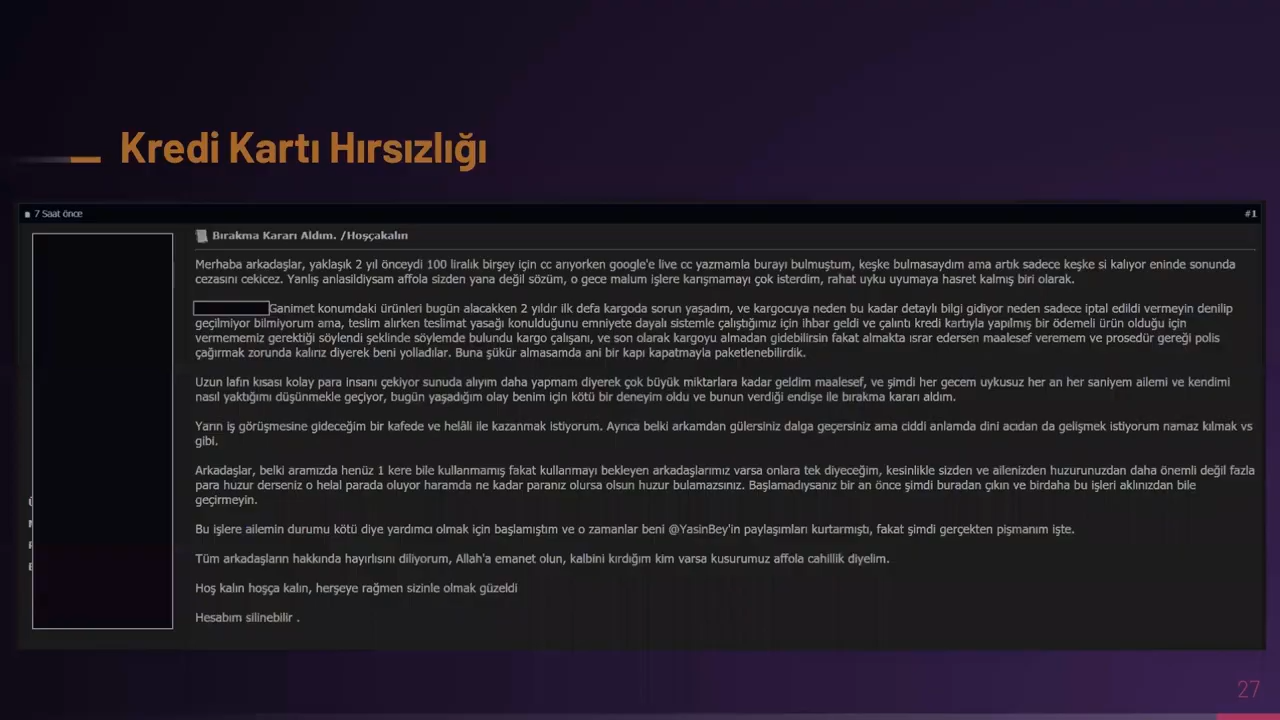 Kredi Kartı Hırsızlığı
7 Saat önce
#1
Bırakma Kararı Aldım. /Hoşçakalın
Merhaba arkadaşlar, yaklaşık 2 yıl önceydi 100 liralık birşey için cc arıyorken google'e live cc yazmamla burayı bulmuştum, keşke bulmasaydım ama artık sadece keşke si kalıyor eninde sonunda
cezasını cekicez. Yanliş anlasildiysam affola sizden yana değil sözüm, o gece malum işlere karışmamayı çok isterdim, rahat uyku uyumaya hasret kalmış biri olarak.
Ganimet konumdaki ürünleri bugün alacakken 2 yıldır ilk defa kargoda sorun yaşadım, ve kargocuya neden bu kadar detaylı bilgi gidiyor neden sadece iptal edildi vermeyin denilip
geçilmiyor bilmiyorum ama, teslim alırken teslimat yasağı konulduğunu emniyete dayalı sistemle çalıştığımız için ihbar geldi ve çalıntı kredi kartıyla yapılmış bir ödemeli ürün olduğu için
vermememiz gerektiği söylendi şeklinde söylemde bulundu kargo çalışanı, ve son olarak kargoyu almadan gidebilirsin fakat almakta ısrar edersen maalesef veremem ve prosedür gereği polis
çağırmak zorunda kalırız diyerek beni yolladılar. Buna şükür almasamda ani bir kapı kapatmayla paketlenebilirdik.
Uzun lafın kısası kolay para insanı çekiyor sunuda alıyım daha yapmam diyerek çok büyük miktarlara kadar geldim maalesef, ve şimdi her gecem uykusuz her an her saniyem ailemi ve kendimi
nasıl yaktığımı düşünmekle geçiyor, bugün yaşadığım olay benim için kötü bir deneyim oldu ve bunun verdiği endişe ile bırakma kararı aldım.
Yarın iş görüşmesine gideceğim bir kafede ve helâli ile kazanmak istiyorum. Ayrıca belki arkamdan gülersiniz dalga geçersiniz ama ciddi anlamda dini acıdan da gelişmek istiyorum namaz kılmak vs
gibi.
Arkadaşlar, belki aramızda henüz 1 kere bile kullanmamış fakat kullanmayı bekleyen arkadaşlarımız varsa onlara tek diyeceğim, kesinlikle sizden ve ailenizden huzurunuzdan daha önemli değil fazla
para huzur derseniz o helal parada oluyor haramda ne kadar paranız olursa olsun huzur bulamazsınız. Başlamadıysanız bir an önce şimdi buradan çıkın ve birdaha bu işleri aklınızdan bile
geçirmeyin.
Bu işlere ailemin durumu kötü diye yardımcı olmak için başlamıştım ve o zamanlar beni @YasinBey'in paylaşımları kurtarmıştı, fakat şimdi gerçekten pişmanım işte.
Tüm arkadaşların hakkında hayırlısını diliyorum, Allah'a emanet olun, kalbini kırdığım kim varsa kusurumuz affola cahillik diyelim.
Hoş kalın hoşça kalın, herşeye rağmen sizinle olmak güzeldi
Hesabım silinebilir .
27